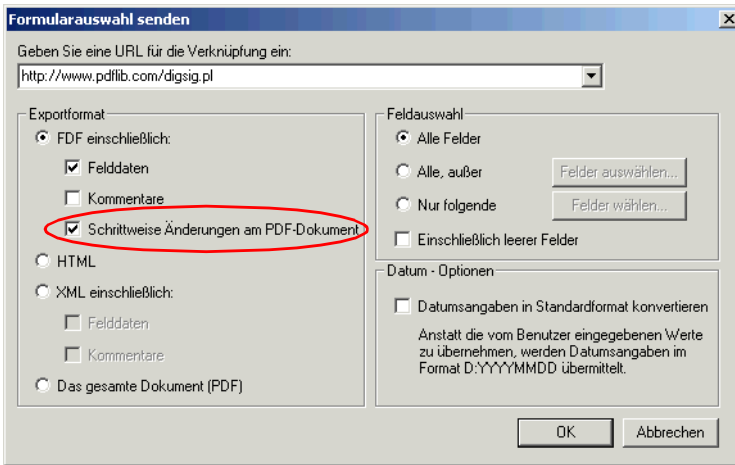 Formularauswahl senden
Geben Sie eine URL für die Verknüpfung ein:
http://www.pdflib.com/digsig.pl
Exportformat
FDF einschließlich:
Felddaten
Kommentare
Schrittweise Änderungen am PDF-Dokument
HTML
XML einschließlich:
Felddaten
Kommentare
Das gesamte Dokument (PDF)
Feldauswahl
Alle Felder
Alle, außer
Felder auswählen...
Nur folgende
Felder wählen...
Einschließlich leerer Felder
Datum - Optionen
Datumsangaben in Standardformat konvertieren
Anstatt die vom Benutzer eingegebenen Werte
zu übernehmen, werden Datumsangaben im
Format D:YYYYMMDD übermittelt.
OK
Abbrechen